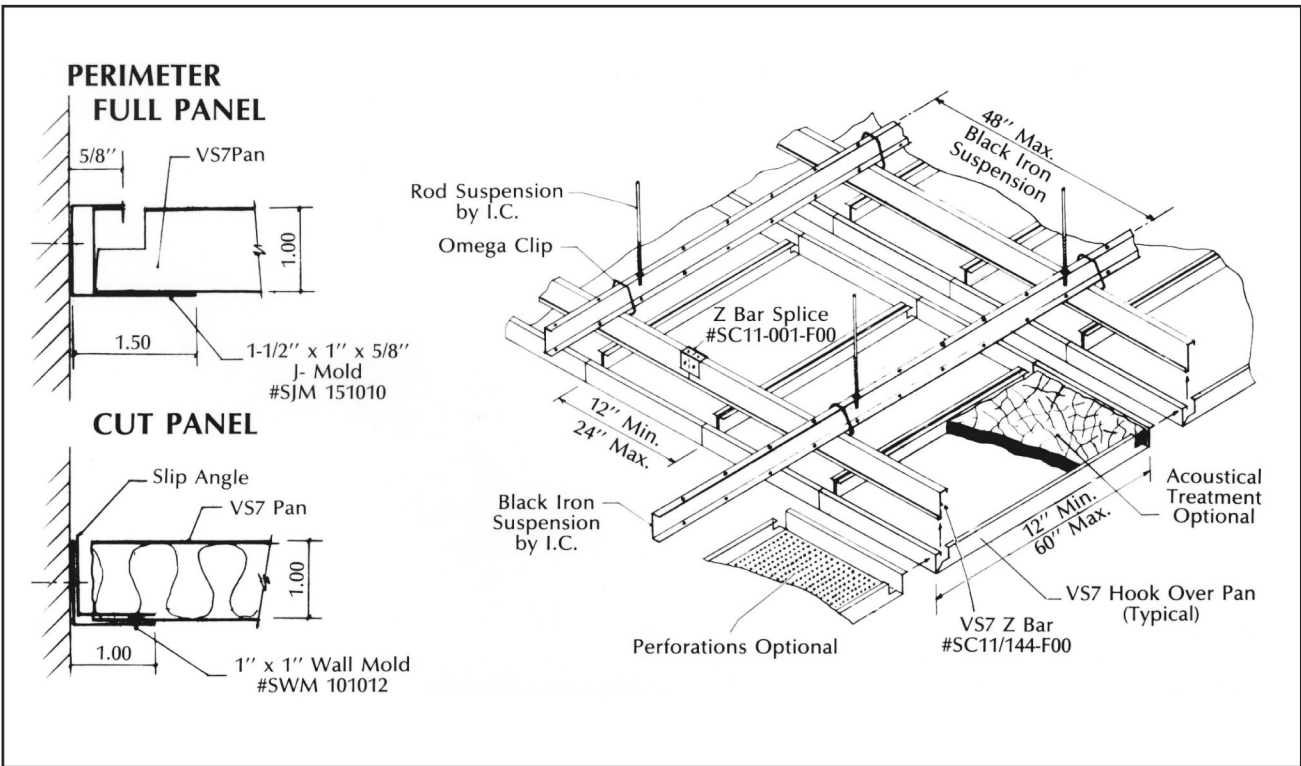 PERIMETER
FULL PANEL
5/8''
VS7Pan
1.00
1.50
1-1/2'' x 1'' x 5/8''
J- Mold
#SJM 151010
CUT PANEL
Slip Angle
VS7 Pan
1.00
1.00
1'' x 1'' Wall Mold
#SWM 101012
48'' Max.
Black Iron
Suspension
Rod Suspension
by I.C.
Omega Clip
Z Bar Splice
#SC11-001-F00
12'' Min.
24'' Max.
Black Iron
Suspension
by I.C.
Perforations Optional
Acoustical
Treatment
Optional
12'' Min.
60'' Max.
VS7 Hook Over Pan
(Typical)
VS7 Z Bar
#SC11/144-F00